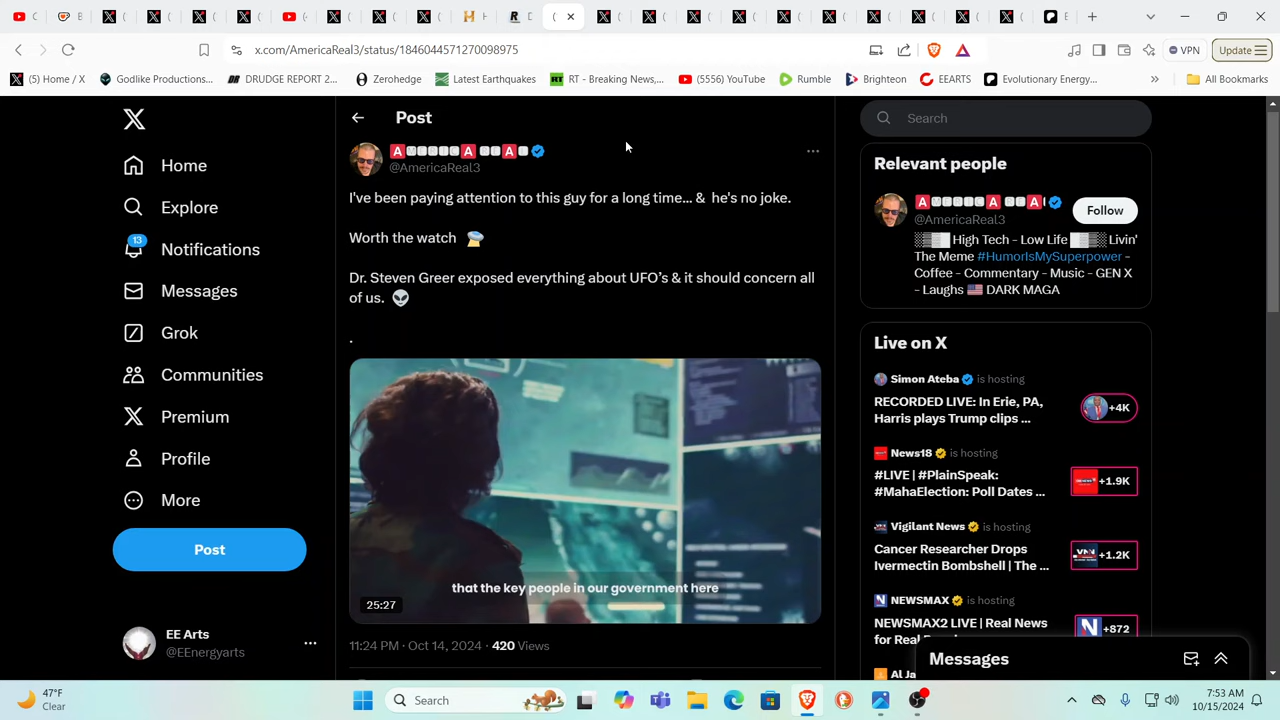 x.com/AmericaReal3/status/1846044571270098975
VPN
Update
(5) Home / X
Godlike Productions...
DRUDGE REPORT 2...
Zerohedge
Latest Earthquakes
RT - Breaking News,...
(5556) YouTube
Rumble
Brighteon
EEARTS
Evolutionary Energy...
»
All Bookmarks
Home
Explore
13
Notifications
Messages
Grok
Communities
Premium
Profile
More
Post
EE Arts
@EEnergyarts
Post
@AmericaReal3
I've been paying attention to this guy for a long time... & he's no joke.
Worth the watch
Dr. Steven Greer exposed everything about UFO's & it should concern all
of us.
.
that the key people in our government here
25:27
11:24 PM · Oct 14, 2024 · 420 Views
Search
Relevant people
@AmericaReal3
Follow
High Tech - Low Life Livin'
The Meme #HumorIsMySuperpower -
Coffee - Commentary - Music - GEN X
- Laughs DARK MAGA
Live on X
Simon Ateba is hosting
RECORDED LIVE: In Erie, PA,
Harris plays Trump clips ...
+4K
News18 is hosting
#LIVE | #PlainSpeak:
#MahaElection: Poll Dates ...
+1.9K
Vigilant News is hosting
Cancer Researcher Drops
Ivermectin Bombshell | The ...
+1.2K
NEWSMAX is hosting
NEWSMAX2 LIVE | Real News
for Real
+872
Al Ja
Messages
47°F
Clear
Search
7:53 AM
10/15/2024